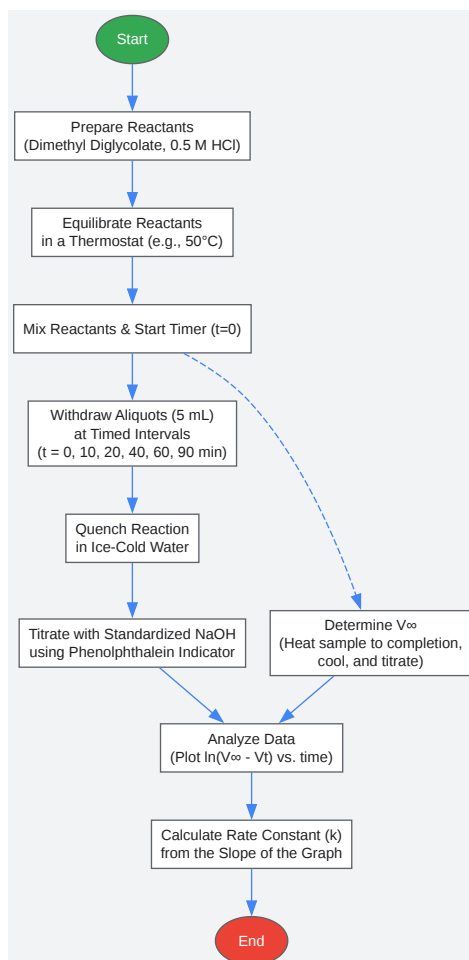 Start
Prepare Reactants
(Dimethyl Diglycolate, 0.5 M HCl)
Equilibrate Reactants
in a Thermostat (e.g., 50°C)
Mix Reactants & Start Timer (t=0)
Withdraw Aliquots (5 mL)
at Timed Intervals
(t = 0, 10, 20, 40, 60, 90 min)
Quench Reaction
in Ice-Cold Water
Titrate with Standardized NaOH
using Phenolphthalein Indicator
Determine V∞
(Heat sample to completion,
cool, and titrate)
Analyze Data
(Plot ln(V∞ - Vt) vs. time)
Calculate Rate Constant (k)
from the Slope of the Graph
End